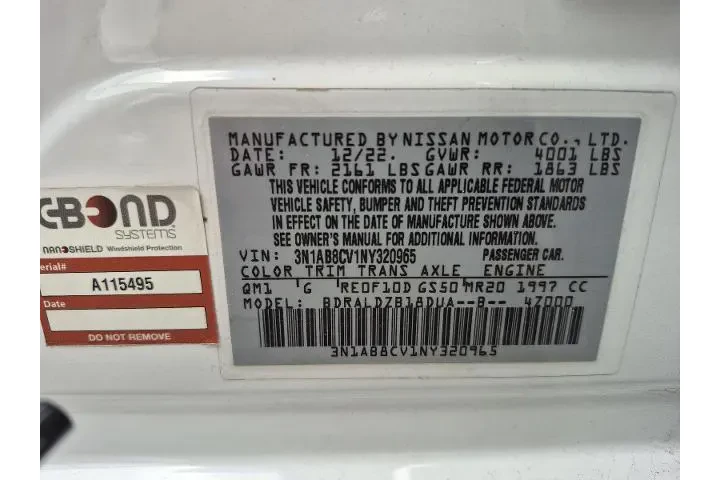 MANUFACTURED BY NISSAN MOTOR CO., LTD.
DATE: 12/22. GVWR: 4001 LBS
GAWR FR: 2161 LBS GAWR RR: 1863 LBS
THIS VEHICLE CONFORMS TO ALL APPLICABLE FEDERAL MOTOR
VEHICLE SAFETY, BUMPER AND THEFT PREVENTION STANDARDS
IN EFFECT ON THE DATE OF MANUFACTURE SHOWN ABOVE.
SEE OWNER'S MANUAL FOR ADDITIONAL INFORMATION.
VIN: 3N1AB8CV1NY320965 PASSENGER CAR.
COLOR TRIM TRANS AXLE ENGINE
QM1 G RE0F10D GS50 MR20 1997 CC
MODEL: BDRALDZB18DUA--B-- 4Z000
3N1AB8CV1NY320965
BOND
SYSTEMS
NANOSHIELD Windshield Protection
Serial#
A115495
DO NOT REMOVE